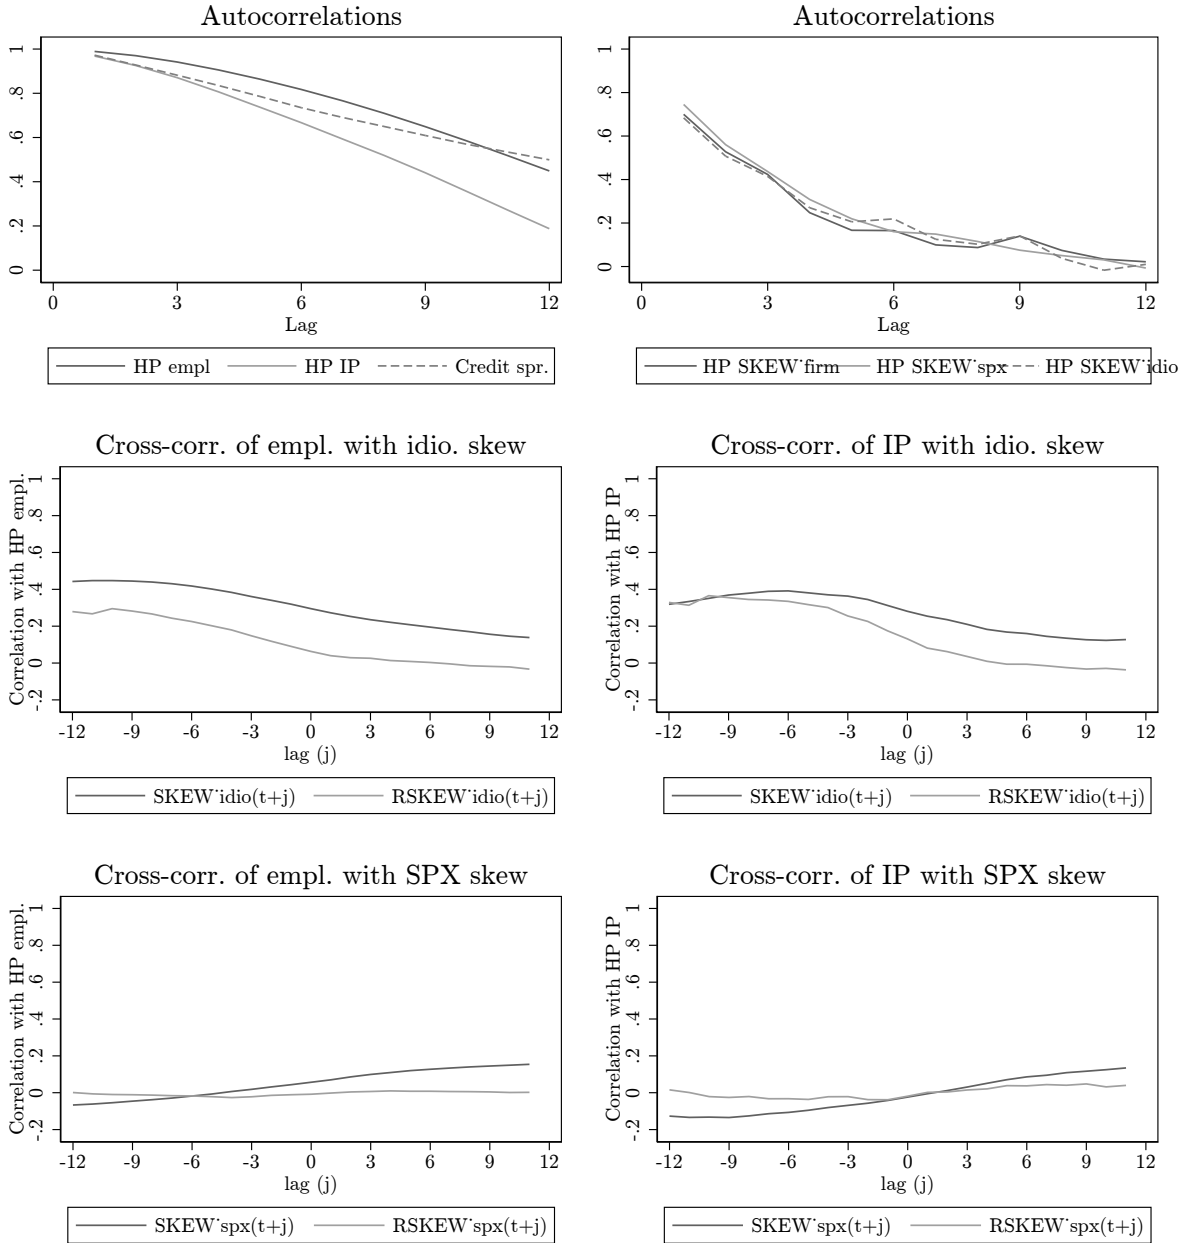 Autocorrelations
1
.8
.6
.4
.2
0
0 3 6 9 12
Lag
HP empl HP IP Credit spr.
Autocorrelations
1
.8
.6
.4
.2
0
0 3 6 9 12
Lag
HP SKEW˙firm HP SKEW˙spx HP SKEW˙idio
Cross-corr. of empl. with idio. skew
Correlation with HP empl.
1
.8
.6
.4
.2
0
-.2
-12 -9 -6 -3 0 3 6 9 12
lag (j)
SKEW˙idio(t+j) RSKEW˙idio(t+j)
Cross-corr. of IP with idio. skew
Correlation with HP IP
1
.8
.6
.4
.2
0
-.2
-12 -9 -6 -3 0 3 6 9 12
lag (j)
SKEW˙idio(t+j) RSKEW˙idio(t+j)
Cross-corr. of empl. with SPX skew
Correlation with HP empl.
1
.8
.6
.4
.2
0
-.2
-12 -9 -6 -3 0 3 6 9 12
lag (j)
SKEW˙spx(t+j) RSKEW˙spx(t+j)
Cross-corr. of IP with SPX skew
Correlation with HP IP
1
.8
.6
.4
.2
0
-.2
-12 -9 -6 -3 0 3 6 9 12
lag (j)
SKEW˙spx(t+j) RSKEW˙spx(t+j)